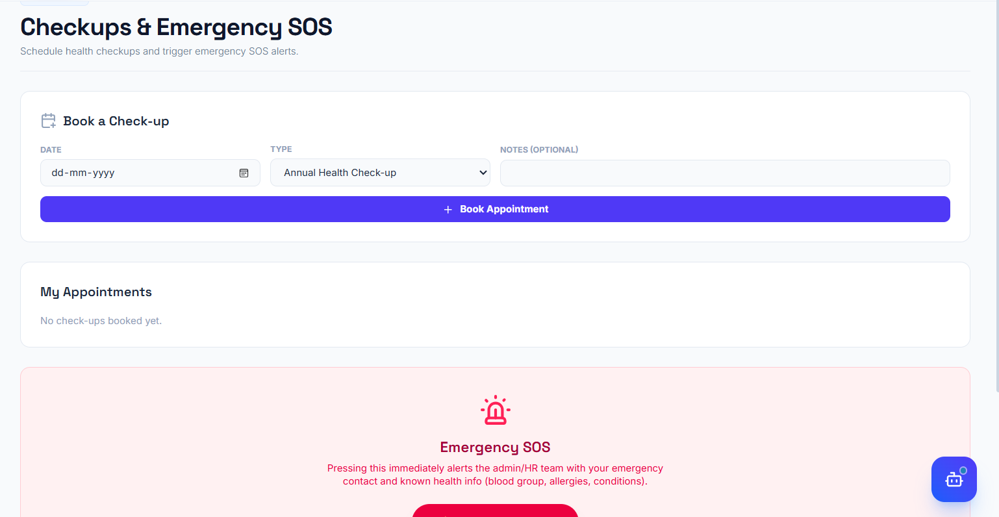 Checkups & Emergency SOS
Schedule health checkups and trigger emergency SOS alerts.
Book a Check-up
DATE
TYPE
NOTES (OPTIONAL)
dd-mm-yyyy
Annual Health Check-up
Book Appointment
My Appointments
No check-ups booked yet.
Emergency SOS
Pressing this immediately alerts the admin/HR team with your emergency
contact and known health info (blood group, allergies, conditions).